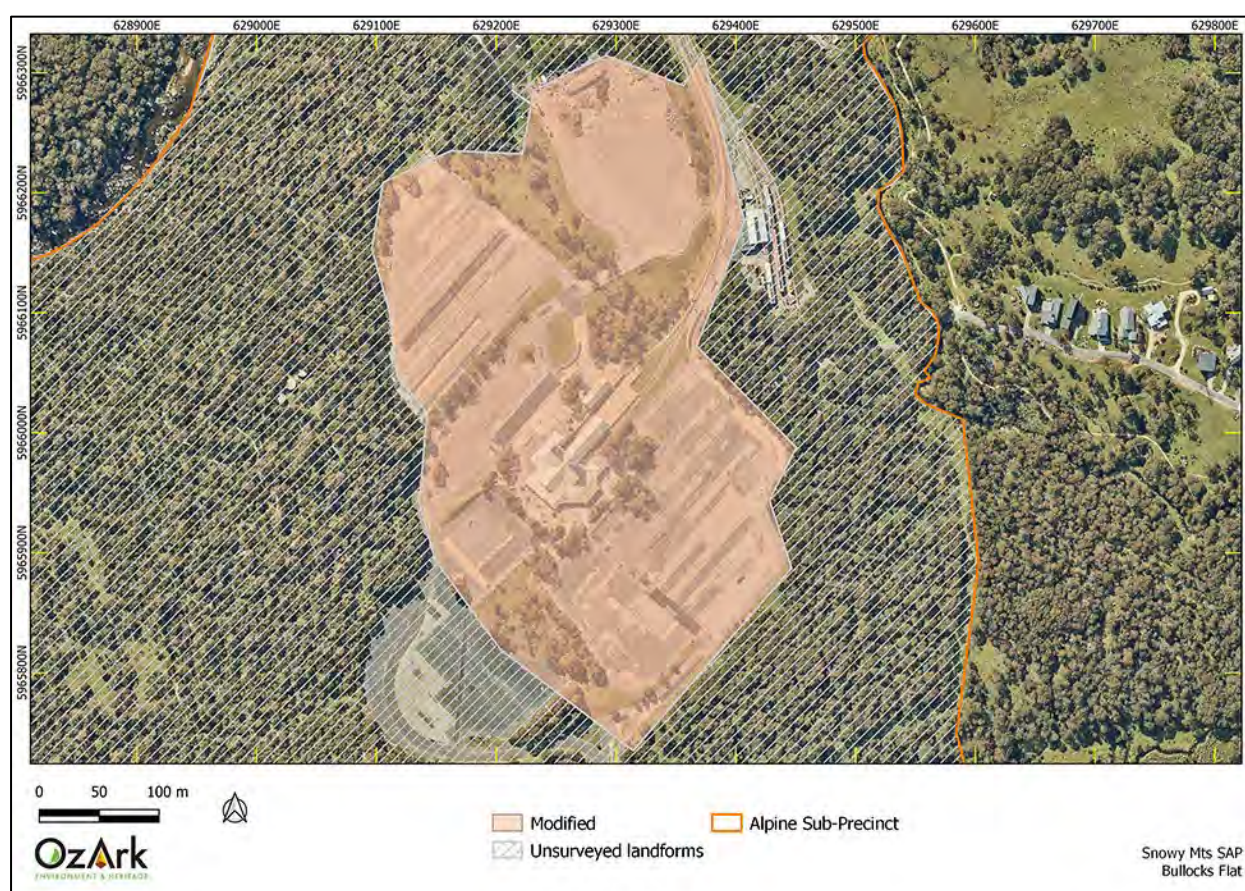 628900E 629000E 629100E 629200E 629300E 629400E 629500E 629600E 629700E 629800E
5966300N
5966200N
5966100N
5966000N
5965900N
5965800N
0 50 100 m
Modified
Alpine Sub-Precinct
Unsurveyed landforms
OzArk
ENVIRONMENT & HERITAGE
Snowy Mts SAP
Bullocks Flat